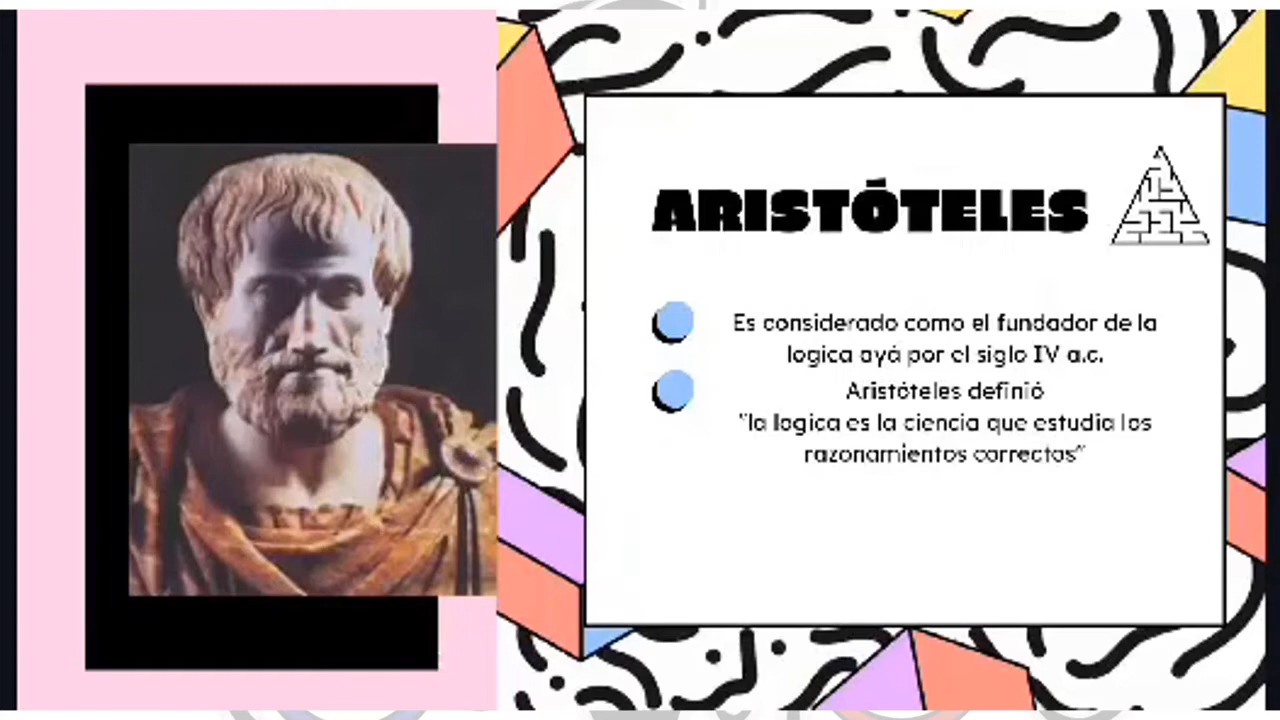 ARISTÓTELES
Es considerado como el fundador de la
logica ayá por el siglo IV a.c.
Aristóteles definió
"la logica es la ciencia que estudia los
razonamientos correctos"